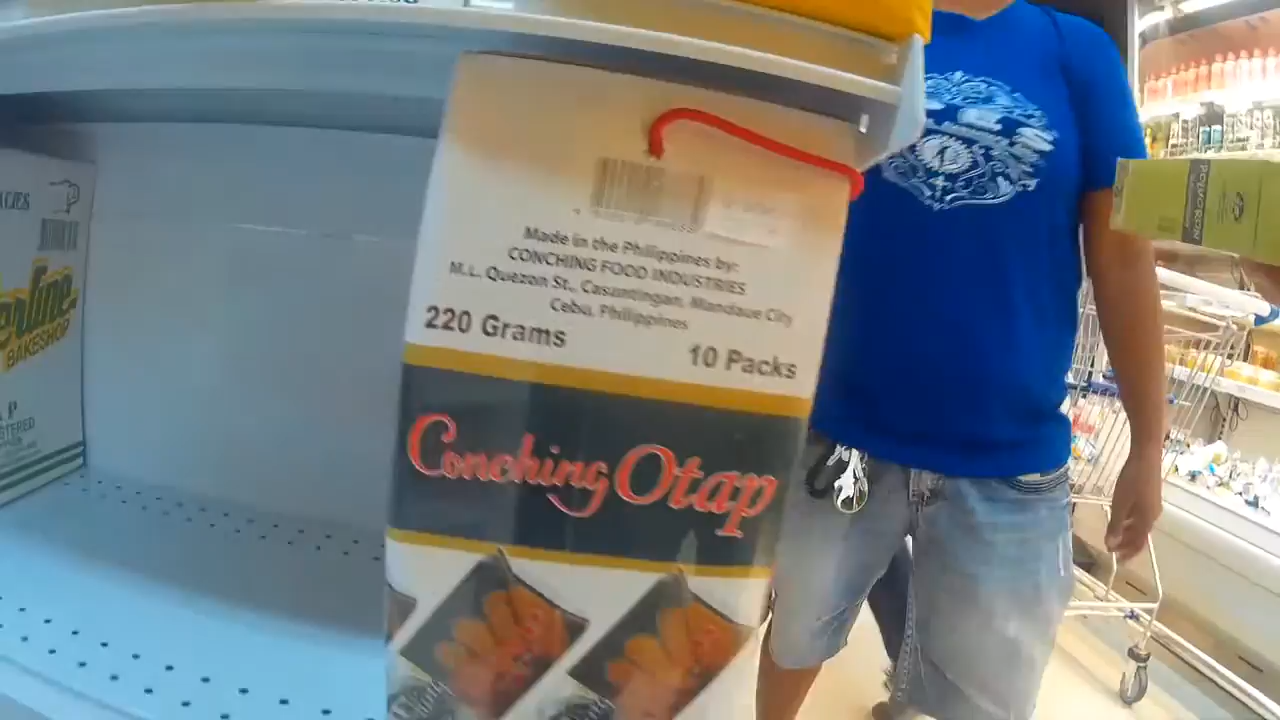 Made in the Philippines by:
CONCHING FOOD INDUSTRIES
M.L. Quezon St., Casuntingan, Mandaue City
Cebu, Philippines
220 Grams
10 Packs
Conching Otap
BAKESHOP
POLVORON